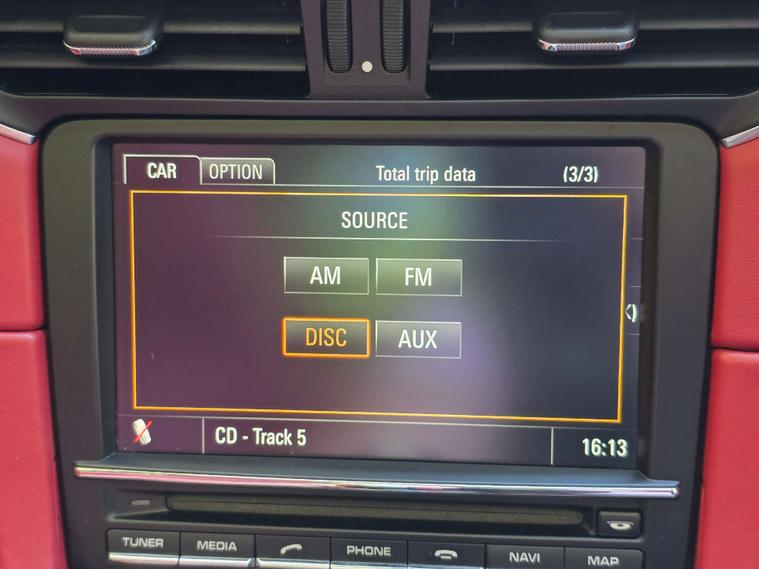 CAR OPTION Total trip data (3/3)
SOURCE
AM FM
DISC AUX
CD - Track 5 16:13
TUNER MEDIA PHONE NAVI MAP